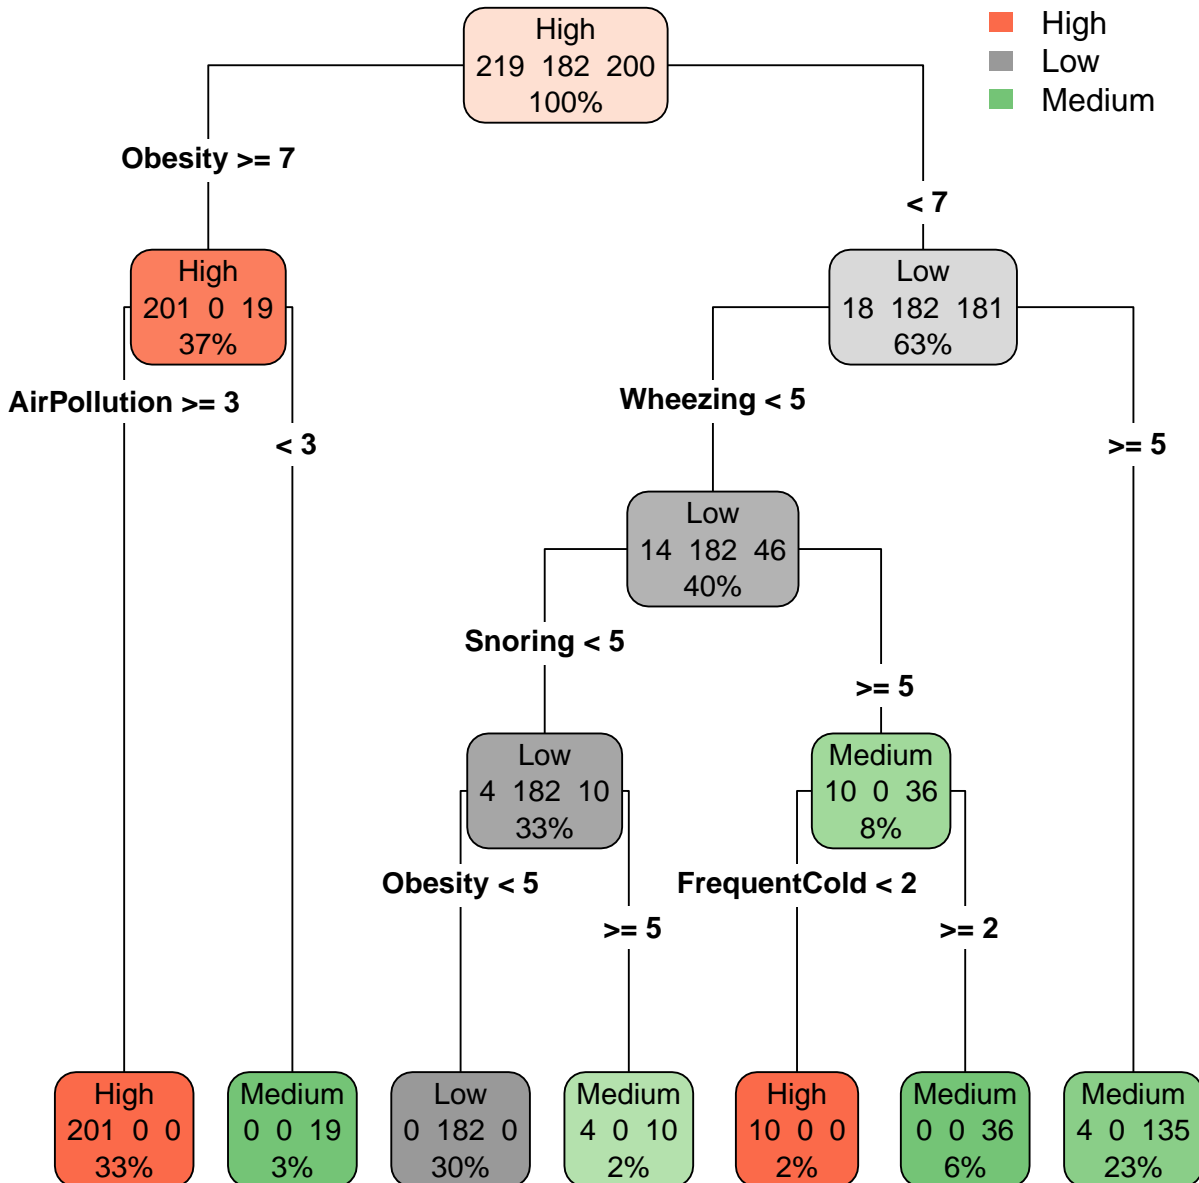 High
219 182 200
100%
High
Low
Medium
Obesity >= 7
< 7
High
201 0 19
37%
Low
18 182 181
63%
AirPollution >= 3
< 3
Wheezing < 5
>= 5
Low
14 182 46
40%
Snoring < 5
>= 5
Low
4 182 10
33%
Medium
10 0 36
8%
Obesity < 5
>= 5
FrequentCold < 2
>= 2
High
201 0 0
33%
Medium
0 0 19
3%
Low
0 182 0
30%
Medium
4 0 10
2%
High
10 0 0
2%
Medium
0 0 36
6%
Medium
4 0 135
23%